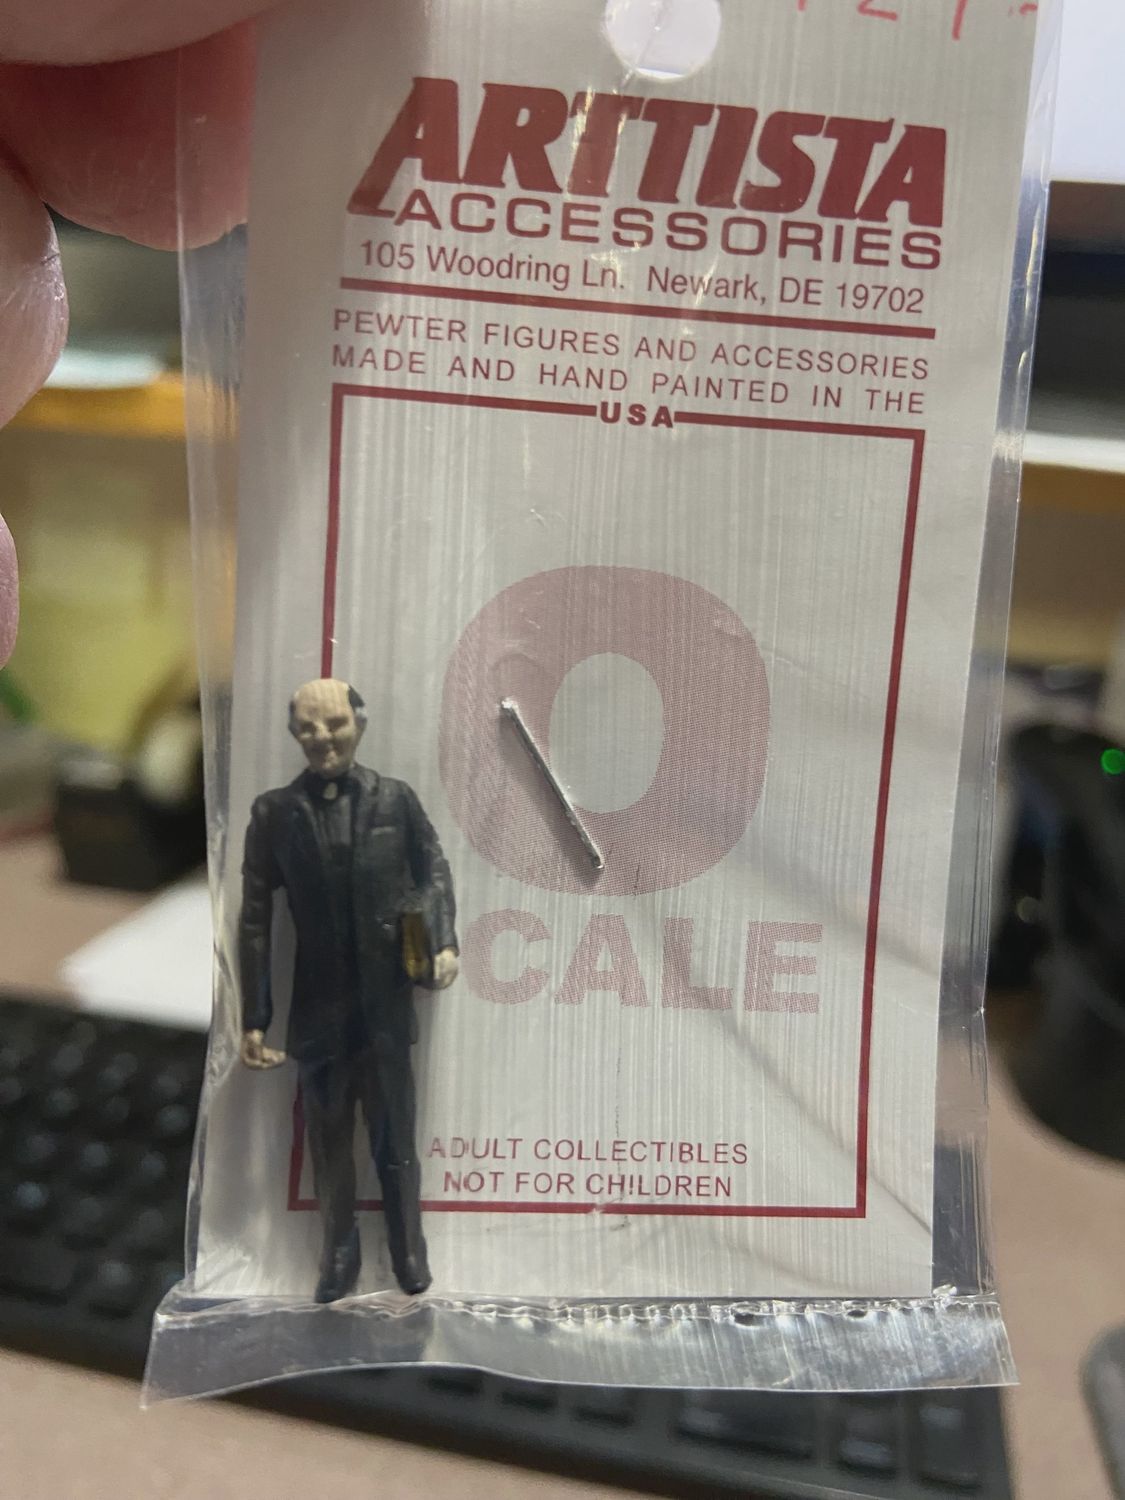 ARTTISTA
ACCESSORIES
105 Woodring Ln. Newark, DE 19702
PEWTER FIGURES AND ACCESSORIES
MADE AND HAND PAINTED IN THE
USA
O
CALE
ADULT COLLECTIBLES
NOT FOR CHILDREN